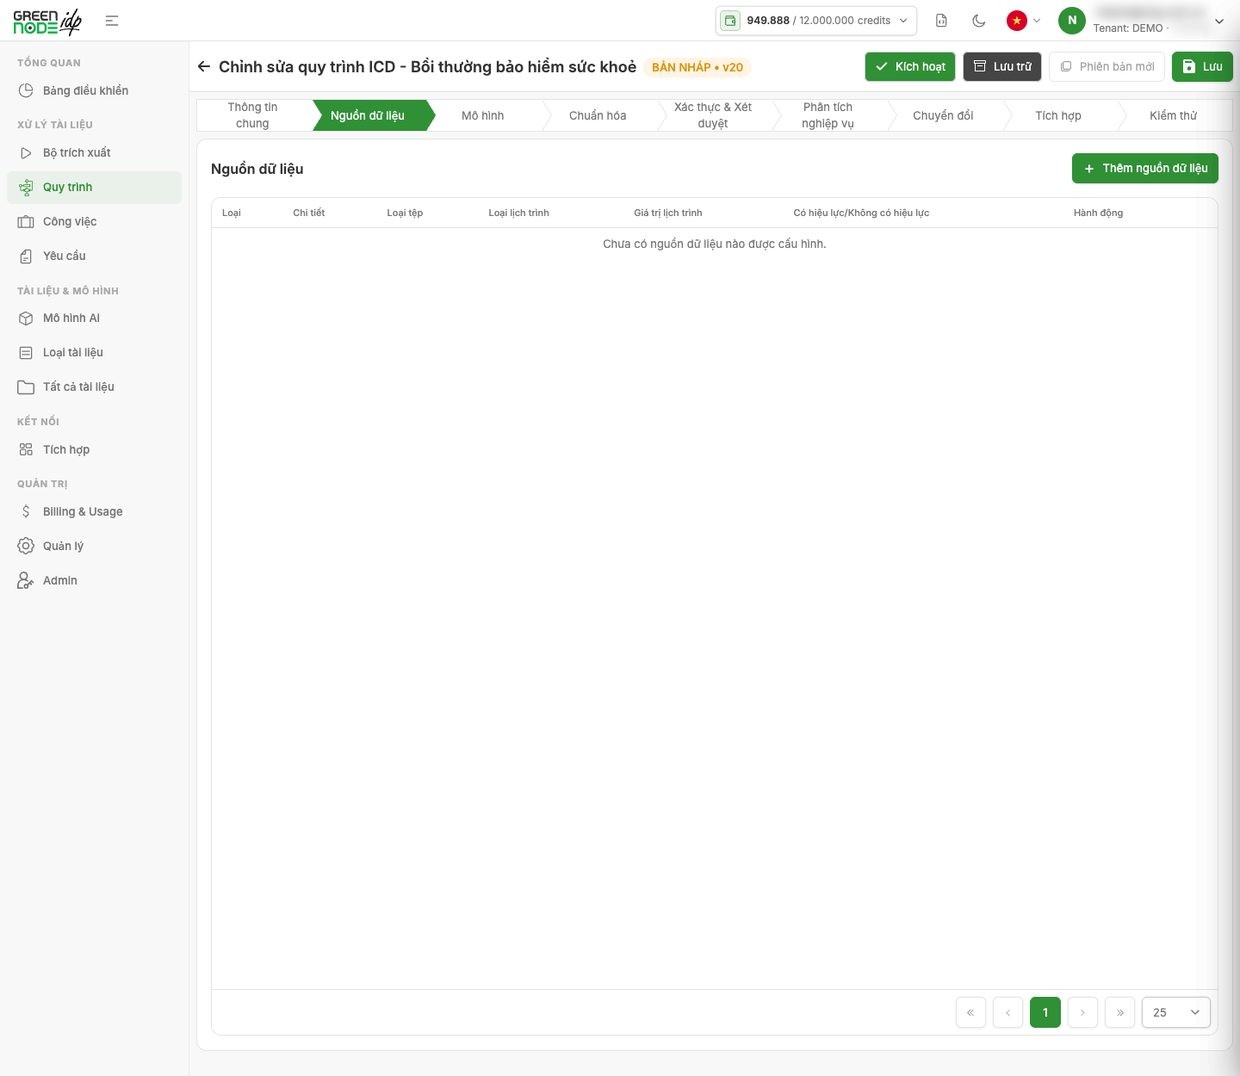 GREEN
NODE idp
949.888 / 12.000.000 credits
N
Tenant: DEMO -
TỔNG QUAN
Bảng điều khiển
XỬ LÝ TÀI LIỆU
Bộ trích xuất
Quy trình
Công việc
Yêu cầu
TÀI LIỆU & MÔ HÌNH
Mô hình AI
Loại tài liệu
Tất cả tài liệu
KẾT NỐI
Tích hợp
QUẢN TRỊ
Billing & Usage
Quản lý
Admin
Chỉnh sửa quy trình ICD - Bồi thường bảo hiểm sức khoẻ
BẢN NHÁP • v20
Kích hoạt
Lưu trữ
Phiên bản mới
Lưu
Thông tin
chung
Nguồn dữ liệu
Mô hình
Chuẩn hóa
Xác thực & Xét
duyệt
Phân tích
nghiệp vụ
Chuyển đổi
Tích hợp
Kiểm thử
Nguồn dữ liệu
+ Thêm nguồn dữ liệu
Loại
Chi tiết
Loại tệp
Loại lịch trình
Giá trị lịch trình
Có hiệu lực/Không có hiệu lực
Hành động
Chưa có nguồn dữ liệu nào được cấu hình.
« ‹ 1 › » 25